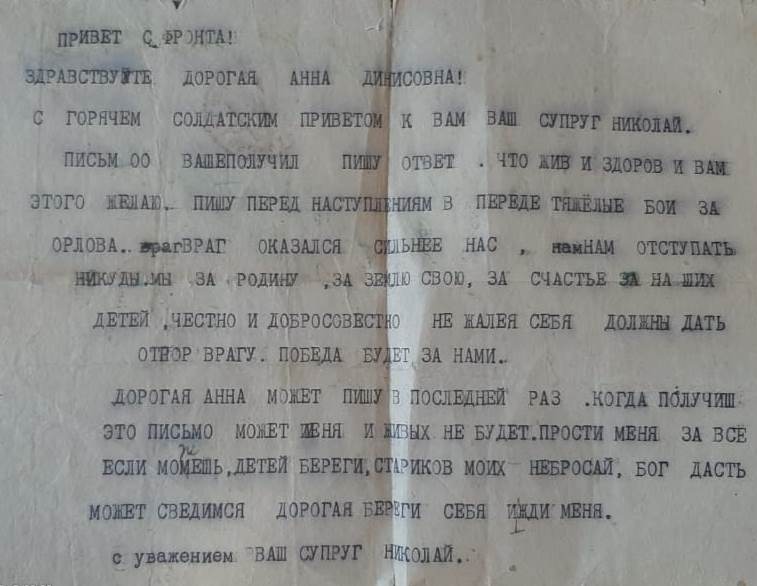 ПРИВЕТ С ФРОНТА!
ЗДРАВСТВУЙТЕ ДОРОГАЯ АННА ДИНИСОВНА!
С ГОРЯЧЕМ СОЛДАТСКИМ ПРИВЕТОМ К ВАМ ВАШ СУПРУГ НИКОЛАЙ.
ПИСЬМ ОО ВАШЕПОЛУЧИЛ ПИШУ ОТВЕТ . ЧТО ЖИВ И ЗДОРОВ И ВАМ
ЭТОГО ЖЕЛАЮ. ПИШУ ПЕРЕД НАСТУПЛЕНИЯМ В ПЕРЕДЕ ТЯЖЁЛЫЕ БОИ ЗА
ОРЛОВА.. врагВРАГ ОКАЗАЛСЯ СИЛЬНЕЕ НАС , намНАМ ОТСТУПАТЬ
НИКУДЫ.МЫ ЗА РОДИНУ ,ЗА ЗЕМЛЮ СВОЮ, ЗА СЧАСТЬЕ ЗА НА ШИХ
ДЕТЕЙ ,ЧЕСТНО И ДОБРОСОВЕСТНО НЕ ЖАЛЕЯ СЕБЯ ДОЛЖНЫ ДАТЬ
ОТПОР ВРАГУ. ПОБЕДА БУДЕТ ЗА НАМИ..
ДОРОГАЯ АННА МОЖЕТ ПИШУ В ПОСЛЕДНЕЙ РАЗ .КОГДА ПОЛУЧИШ
ЭТО ПИСЬМО МОЖЕТ МЕНЯ И ЖИВЫХ НЕ БУДЕТ.ПРОСТИ МЕНЯ ЗА ВСЕ
ЕСЛИ МОЖЕШЬ,ДЕТЕЙ БЕРЕГИ,СТАРИКОВ МОИХ НЕБРОСАЙ, БОГ ДАСТЬ
МОЖЕТ СВЕДИМСЯ ДОРОГАЯ БЕРЕГИ СЕБЯ И ЖДИ МЕНЯ.
с уважением ВАШ СУПРУГ НИКОЛАЙ..